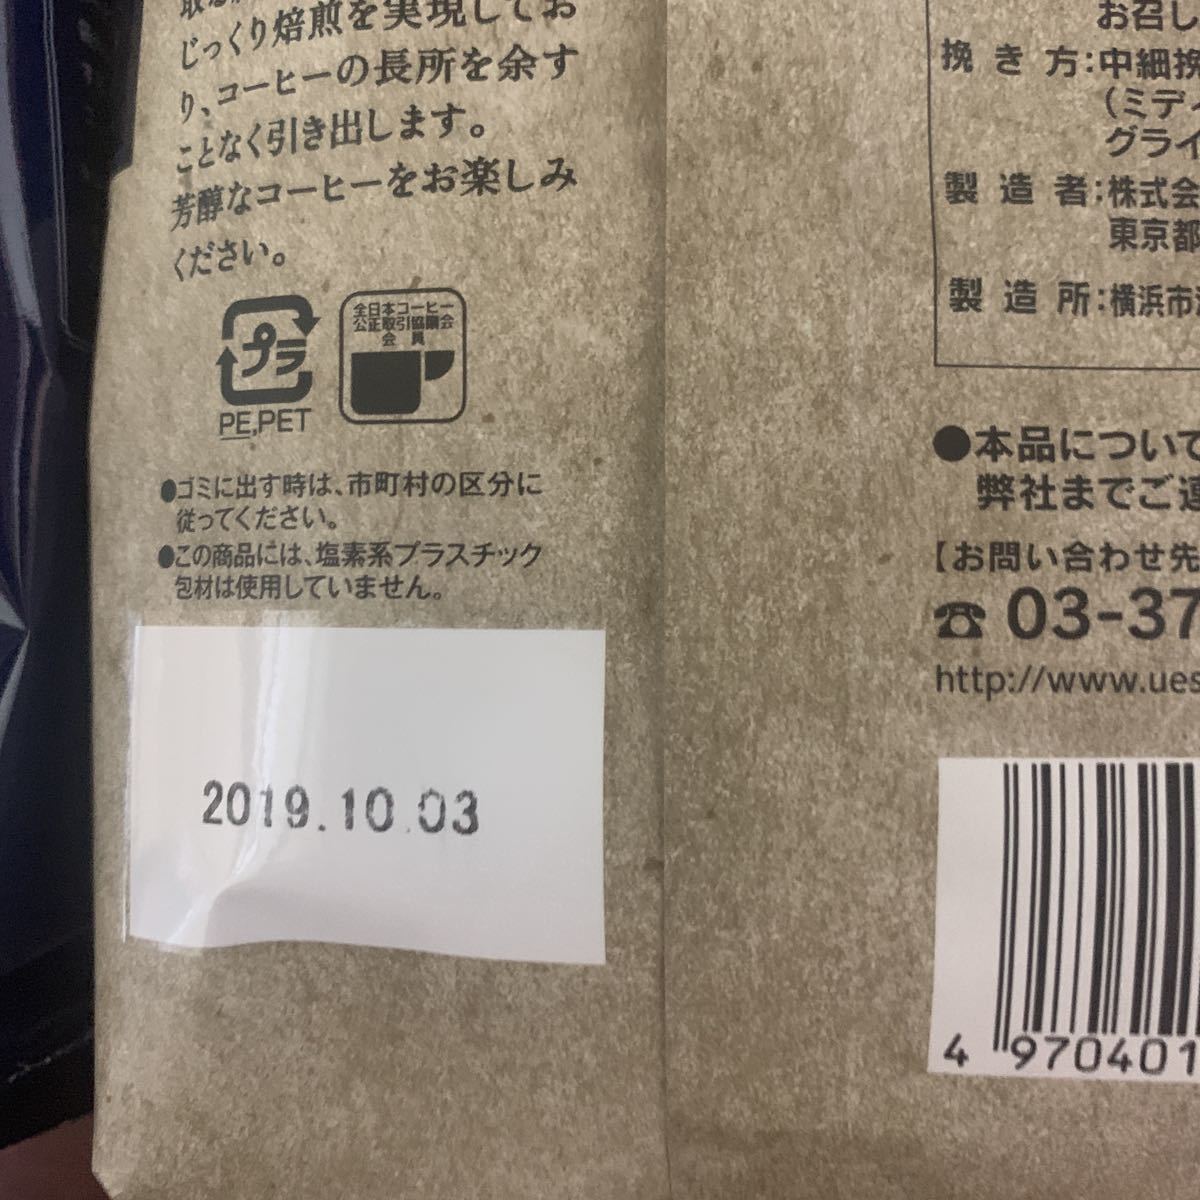 じっくり焙煎を実現してお
り、コーヒーの長所を余す
ことなく引き出します。
芳醇なコーヒーをお楽しみ
ください。
プラ
PE,PET
全日本コーヒー
公正取引協議会
会員
●ゴミに出す時は、市町村の区分に
従ってください。
●この商品には、塩素系プラスチック
包材は使用していません。
2019.10.03
お召し
挽き方:中細挽
(ミディ
グライ
製造者:株式会
東京都
製造所:横浜市
●本品について
弊社までご連
【お問い合わせ先
☎ 03-37
http://www.ues
4 970401